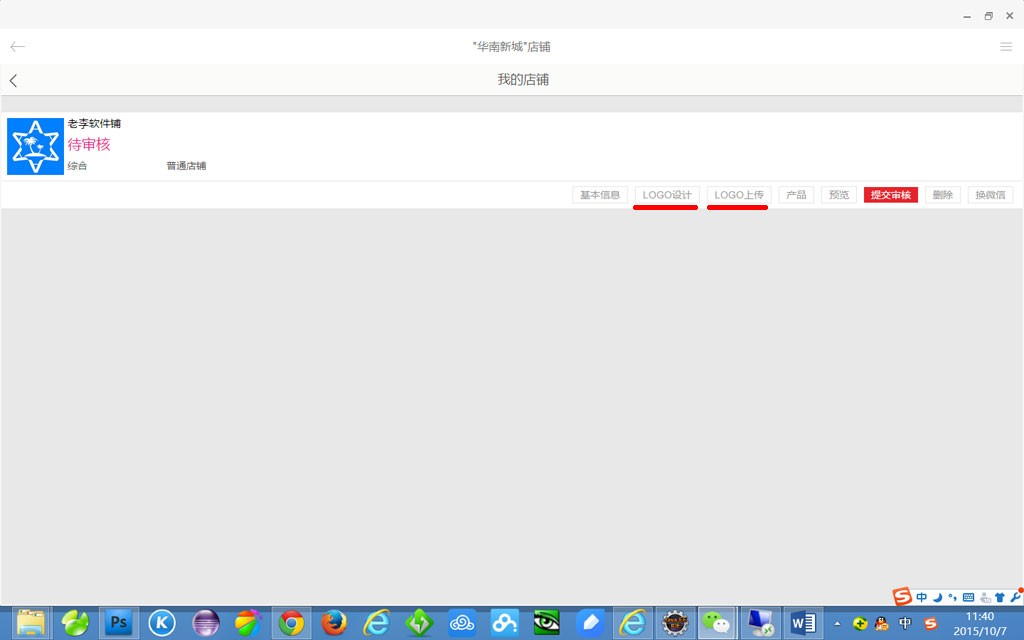 "华南新城"店铺
我的店铺
老李软件铺
待审核
综合 普通店铺
基本信息 LOGO设计 LOGO上传 产品 预览 提交审核 删除 换微信
中
Ps K W 中 11:40
2015/10/7